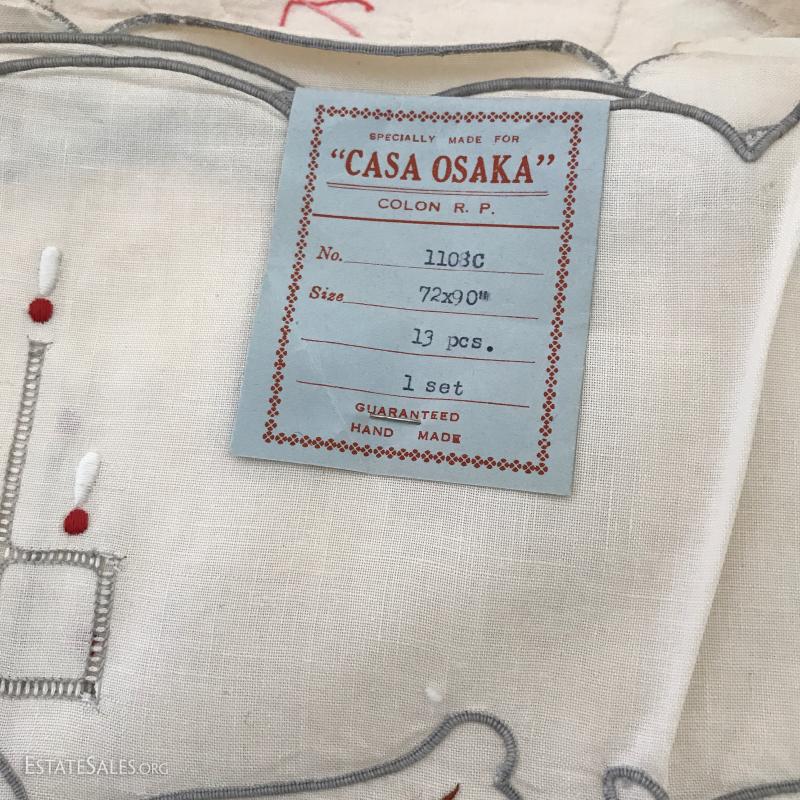 SPECIALLY MADE FOR
"CASA OSAKA"
COLON R. P.
No. 1103C
Size 72x90"
13 pcs.
1 set
GUARANTEED
HAND MADE
ESTATESALES.ORG